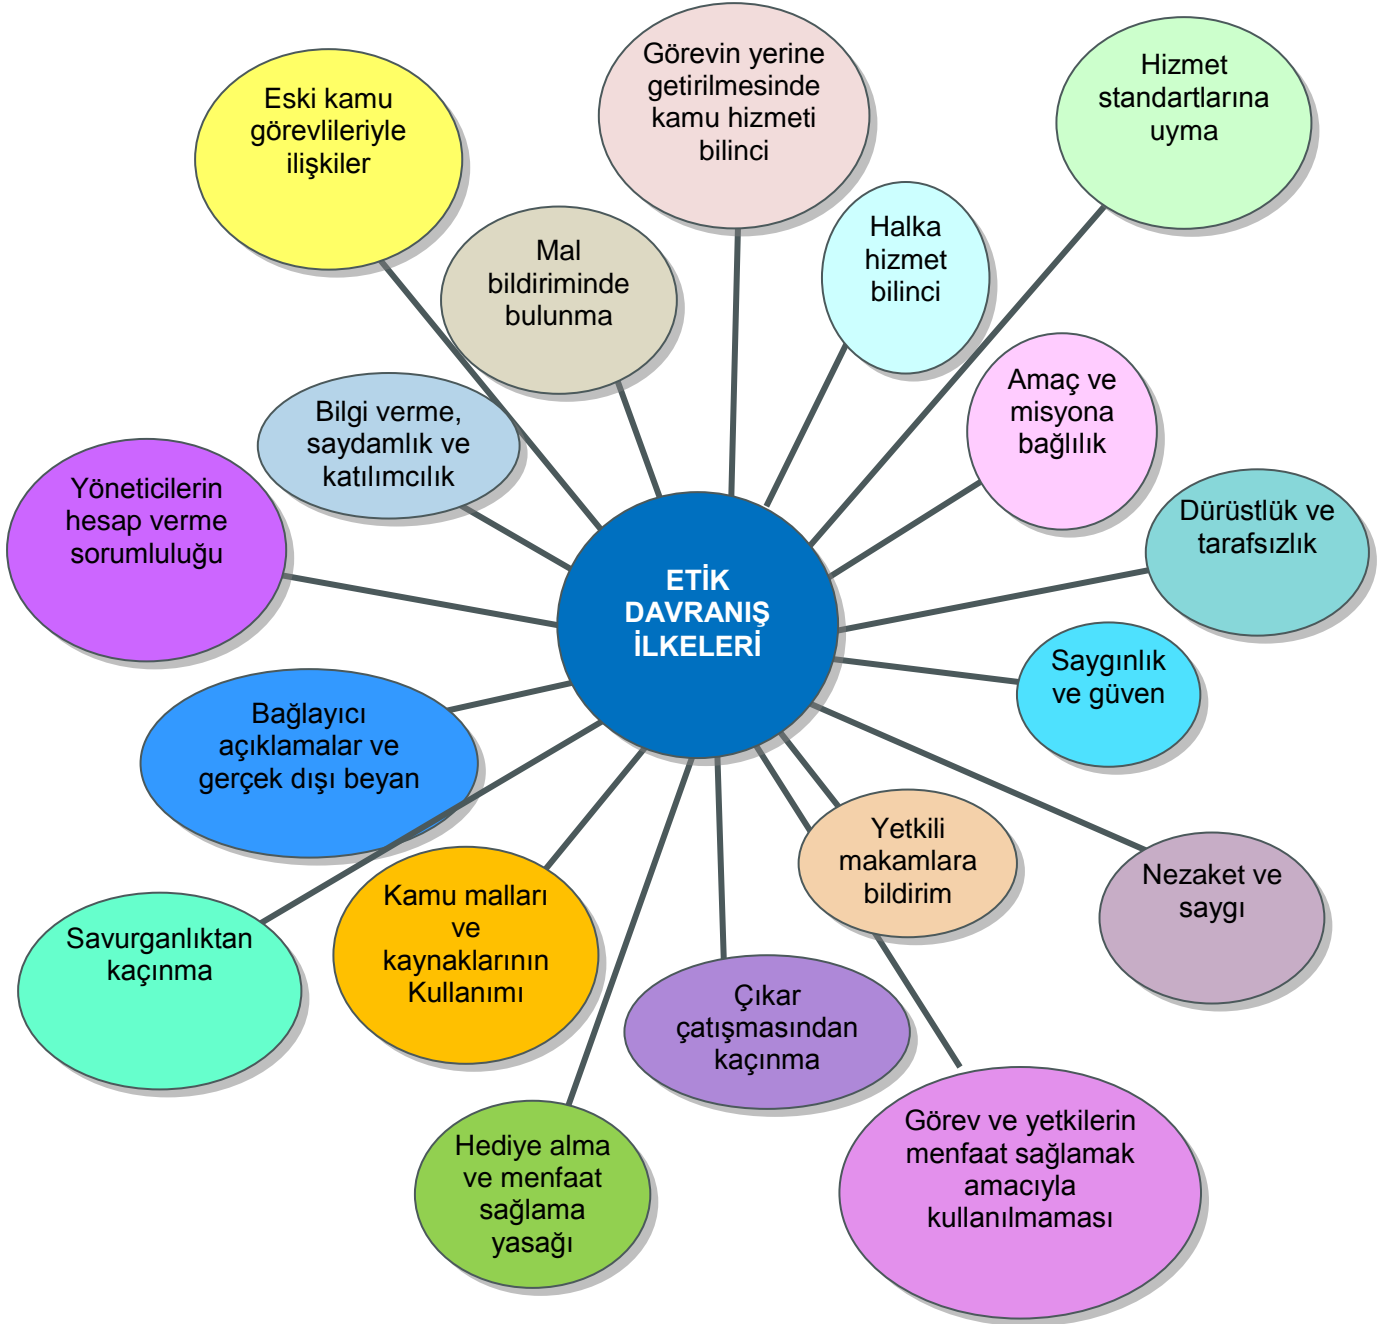 Görevin yerine
getirilmesinde
kamu hizmeti
bilinci
Hizmet
standartlarına
uyma
Eski kamu
görevlileriyle
ilişkiler
Halka
hizmet
bilinci
Mal
bildiriminde
bulunma
Amaç ve
misyona
bağlılık
Bilgi verme,
saydamlık ve
katılımcılık
Yöneticilerin
hesap verme
sorumluluğu
Dürüstlük ve
tarafsızlık
ETİK
DAVRANIŞ
İLKELERİ
Saygınlık
ve güven
Bağlayıcı
açıklamalar ve
gerçek dışı beyan
Yetkili
makamlara
bildirim
Nezaket ve
saygı
Kamu malları
ve
kaynaklarının
Kullanımı
Savurganlıktan
kaçınma
Çıkar
çatışmasından
kaçınma
Görev ve yetkilerin
menfaat sağlamak
amacıyla
kullanılmaması
Hediye alma
ve menfaat
sağlama
yasağı